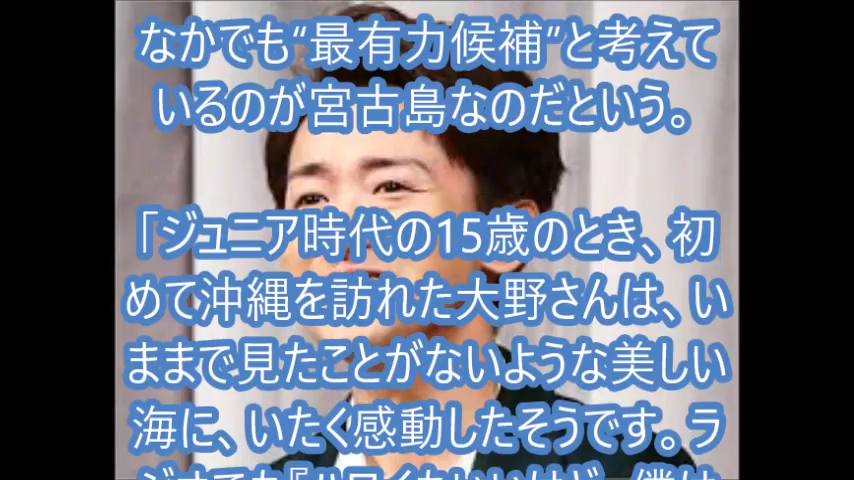 なかでも“最有力候補”と考えて
いるのが宮古島なのだという。
「ジュニア時代の15歳のとき、初
めて沖縄を訪れた大野さんは、い
ままで見たことがないような美しい
海に、いたく感動したそうです。ラ